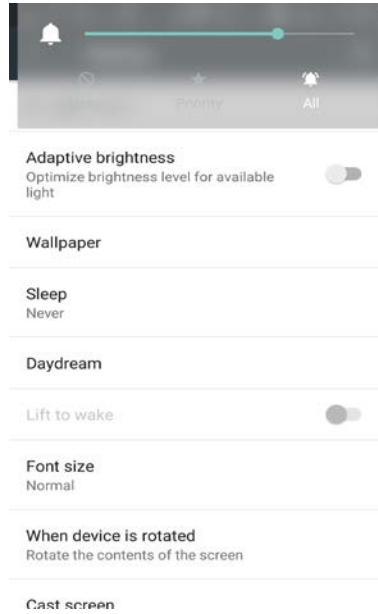 Priority
All
Adaptive brightness
Optimize brightness level for available
light
Wallpaper
Sleep
Never
Daydream
Lift to wake
Font size
Normal
When device is rotated
Rotate the contents of the screen
Cast screen